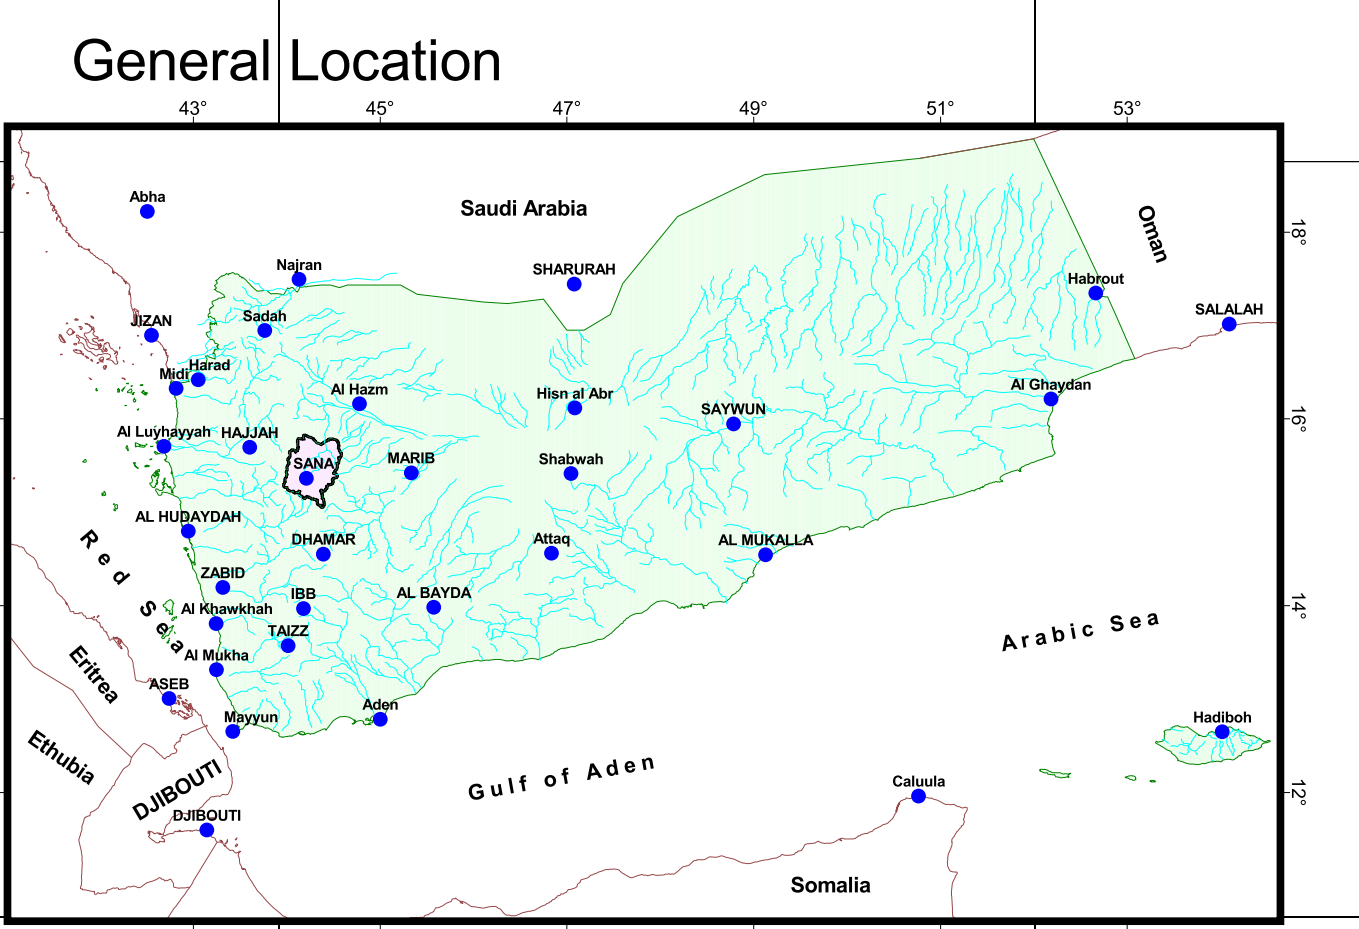 General Location
43° 45° 47° 49° 51° 53°
Abha
Saudi Arabia
Oman
18°
Najran
SHARURAH
Habrout
SALALAH
JIZAN
Sadah
Harad
Midi
Al Hazm
Hisn al Abr
Al Ghaydan
SAYWUN
16°
Al Luyhayyah
HAJJAH
SANA
MARIB
Shabwah
AL HUDAYDAH
DHAMAR
Attaq
AL MUKALLA
Red Sea
ZABID
IBB
AL BAYDA
14°
Al Khawkhah
TAIZZ
Arabic Sea
Al Mukha
Eritrea
ASEB
Mayyun
Aden
Hadiboh
Ethubia
DJIBOUTI
Gulf of Aden
Caluula
12°
DJIBOUTI
Somalia